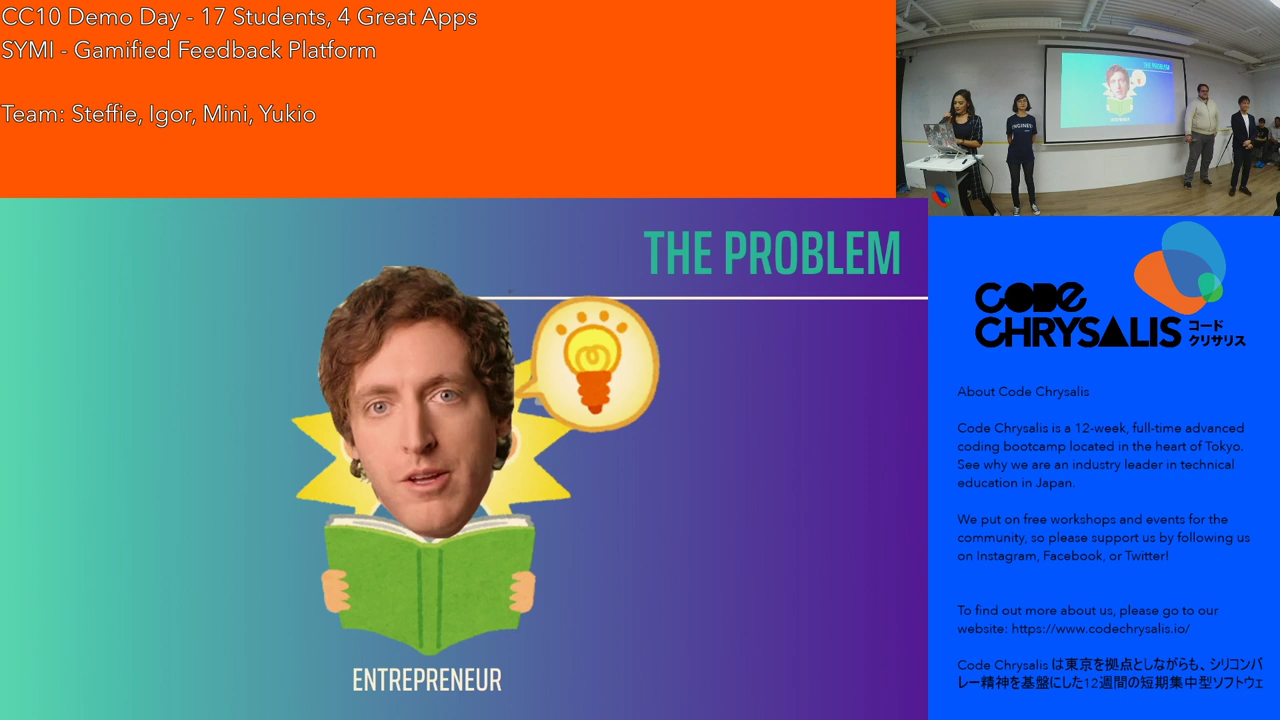 CC10 Demo Day - 17 Students, 4 Great Apps
SYMI - Gamified Feedback Platform
Team: Steffie, Igor, Mini, Yukio
THE PROBLEM
THE PROBLEM
ENTREPRENEUR
CODE
CHRYSALIS
コード
クリサリス
About Code Chrysalis
Code Chrysalis is a 12-week, full-time advanced
coding bootcamp located in the heart of Tokyo.
See why we are an industry leader in technical
education in Japan.
We put on free workshops and events for the
community, so please support us by following us
on Instagram, Facebook, or Twitter!
To find out more about us, please go to our
website: https://www.codechrysalis.io/
Code Chrysalis は東京を拠点としながらも、シリコンバ
レー精神を基盤にした12週間の短期集中型ソフトウェ